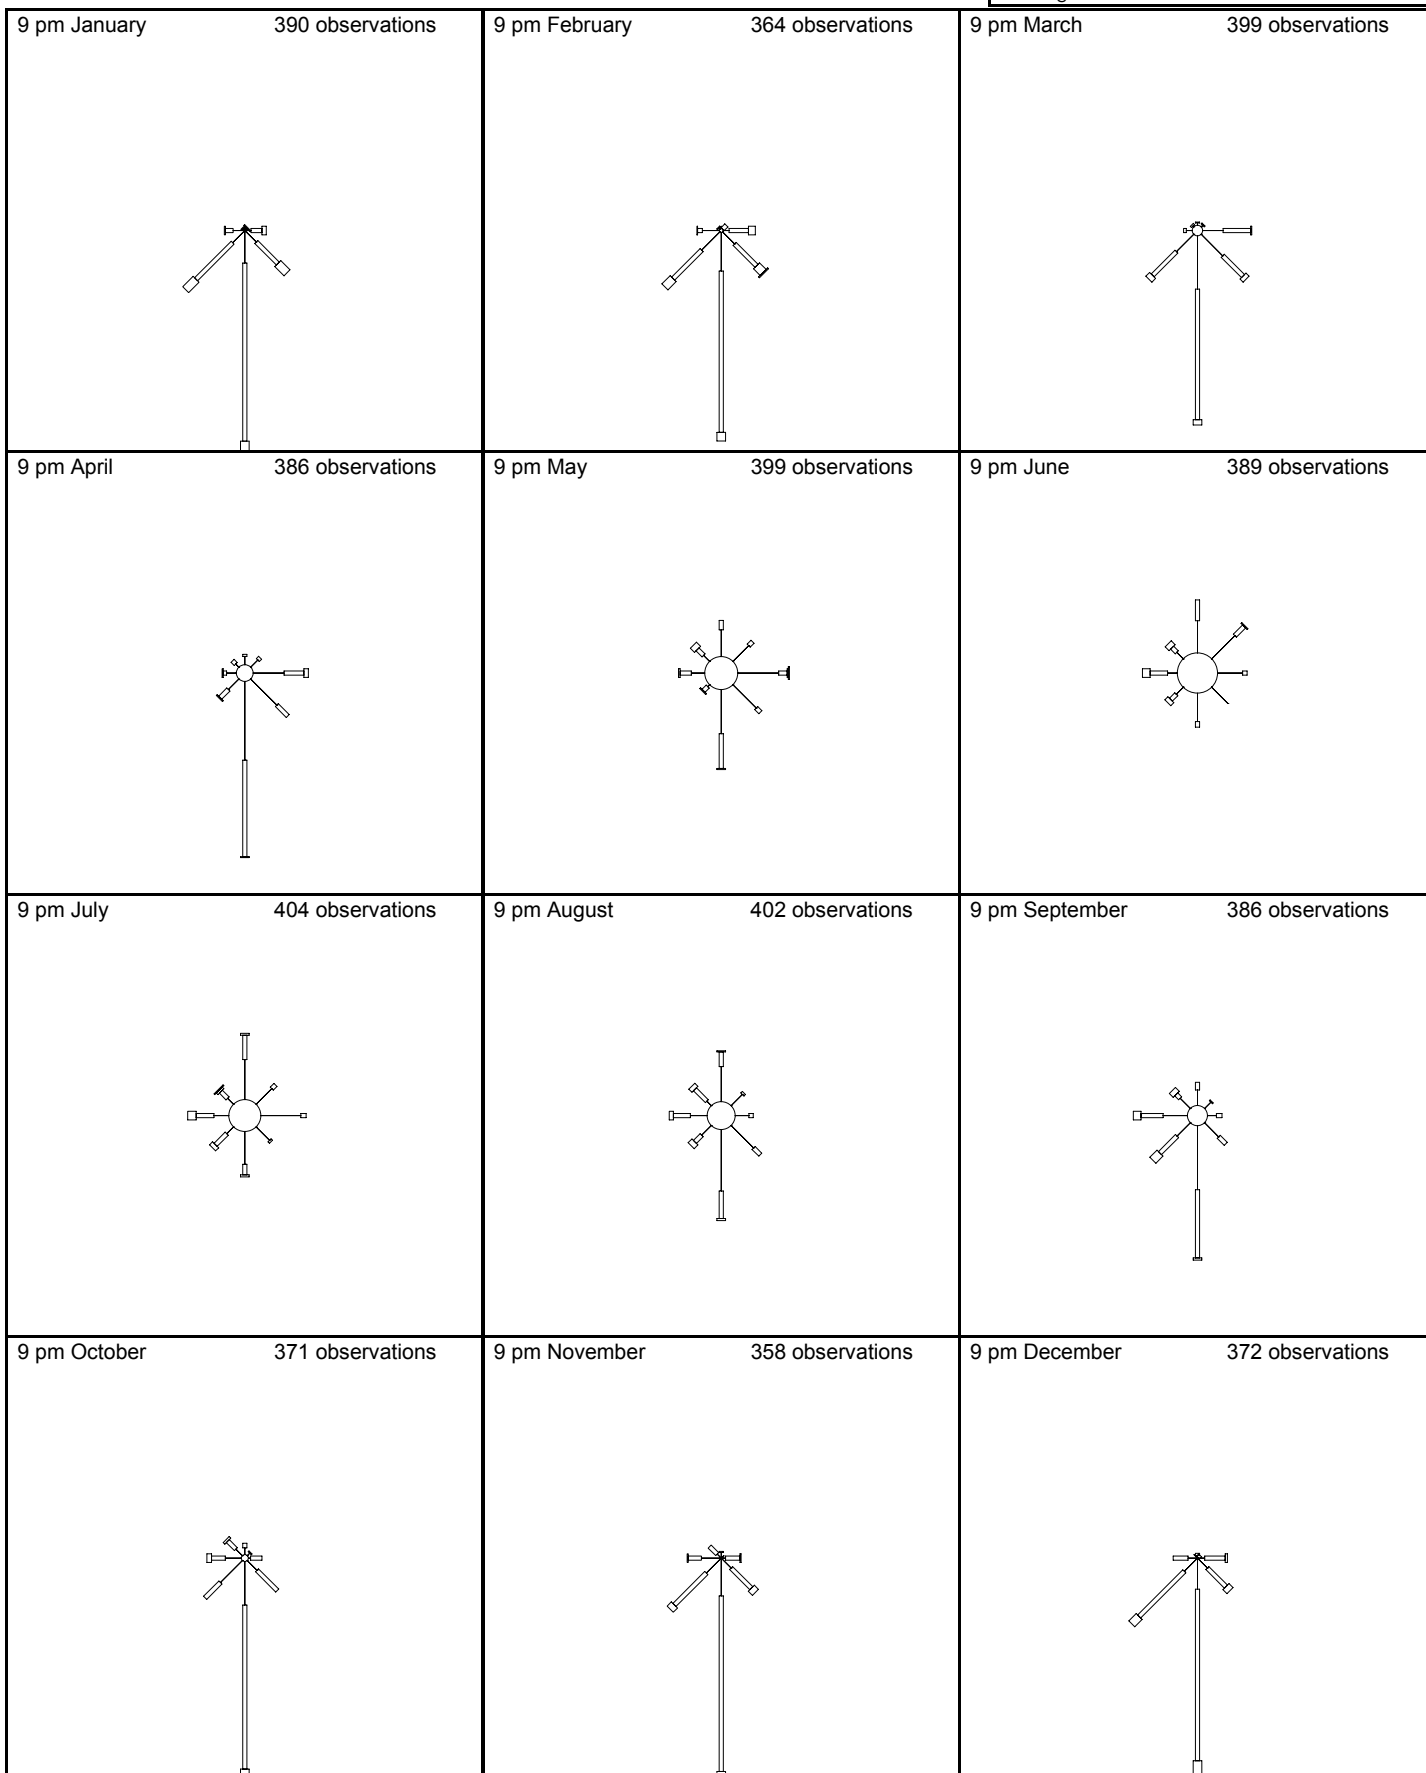 9 pm January 390 observations
9 pm February 364 observations
9 pm March 399 observations
9 pm April 386 observations
9 pm May 399 observations
9 pm June 389 observations
9 pm July 404 observations
9 pm August 402 observations
9 pm September 386 observations
9 pm October 371 observations
9 pm November 358 observations
9 pm December 372 observations